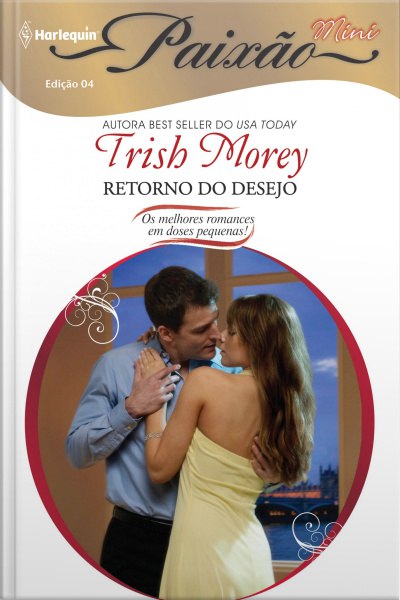 Harlequin
Paixão
Mini
Edição 04
AUTORA BEST SELLER DO USA TODAY
Trish Morey
RETORNO DO DESEJO
Os melhores romances
em doses pequenas!